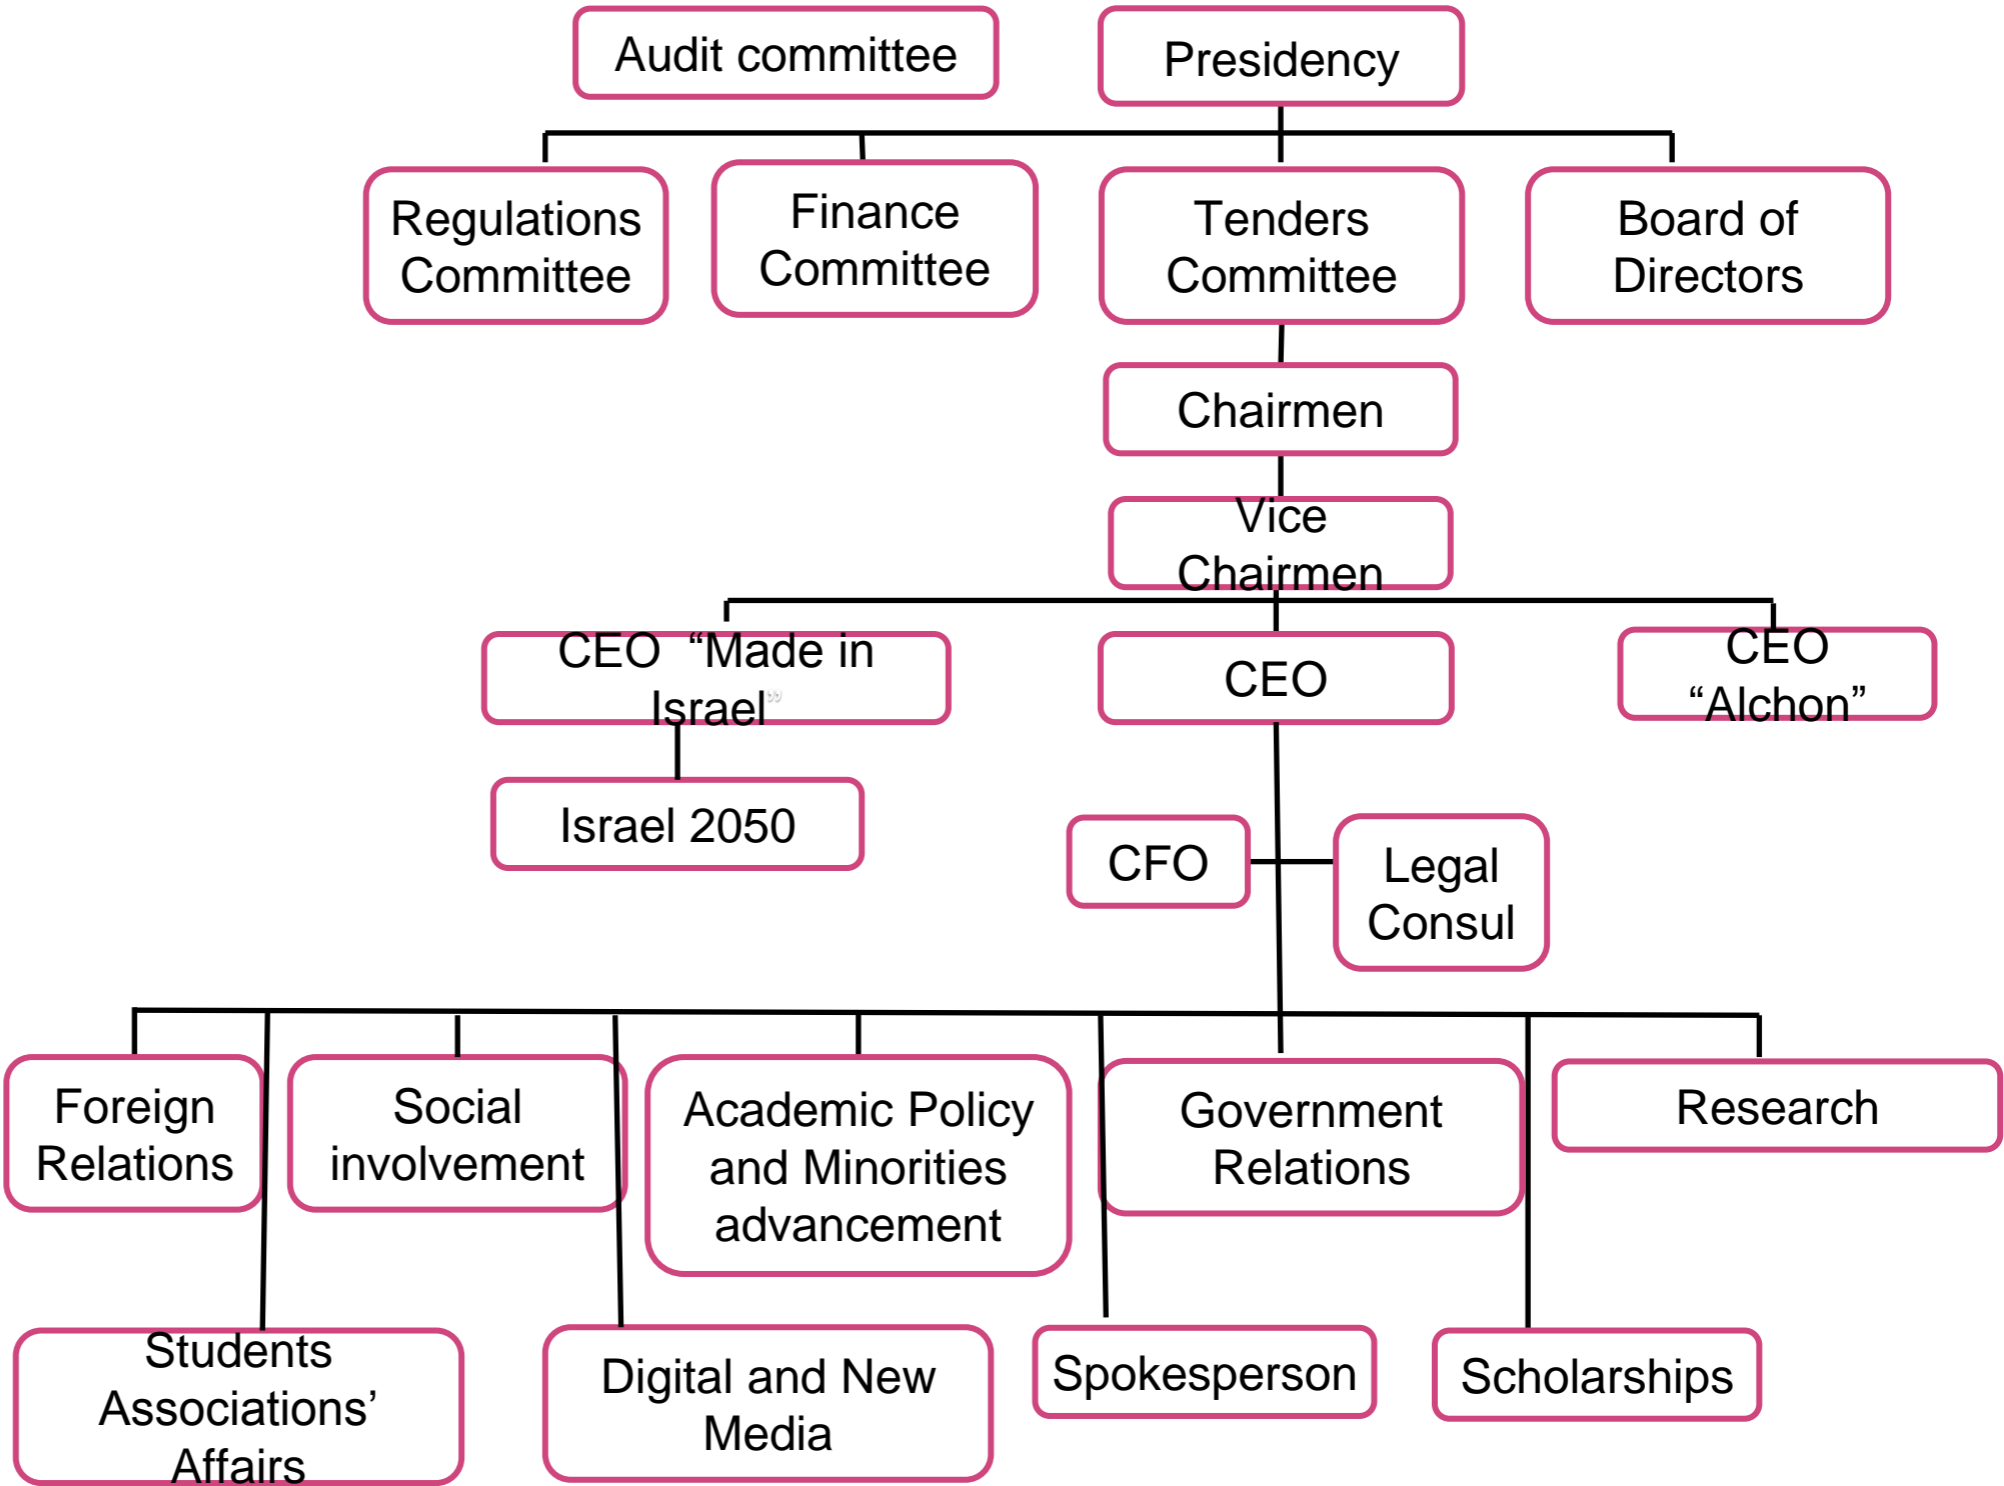 Audit committee
Presidency
Regulations
Committee
Finance
Committee
Tenders
Committee
Board of
Directors
Chairmen
Vice
Chairmen
CEO “Made in
Israel”
CEO
CEO
“Alchon”
Israel 2050
CFO
Legal
Consul
Foreign
Relations
Social
involvement
Academic Policy
and Minorities
advancement
Government
Relations
Research
Students
Associations’
Affairs
Digital and New
Media
Spokesperson
Scholarships